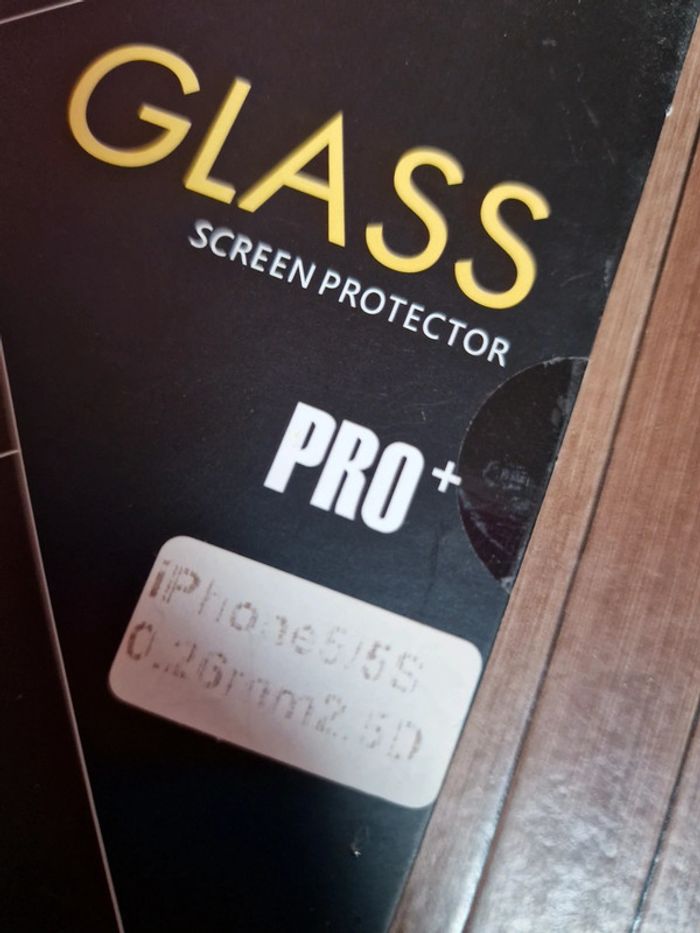 GLASS
SCREEN PROTECTOR
PRO+
iPhone5/5S
0.26mm2.5D